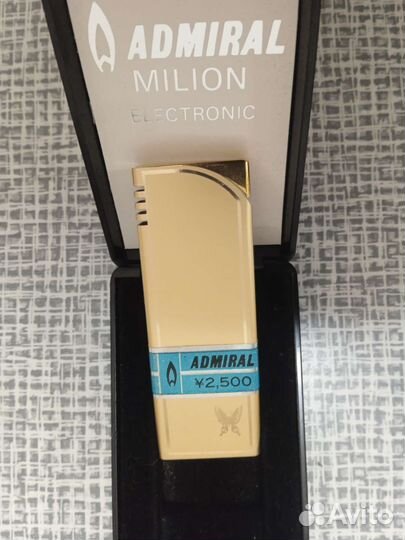 ADMIRAL
MILION
ELECTRONIC
ADMIRAL
¥2,500
Avito